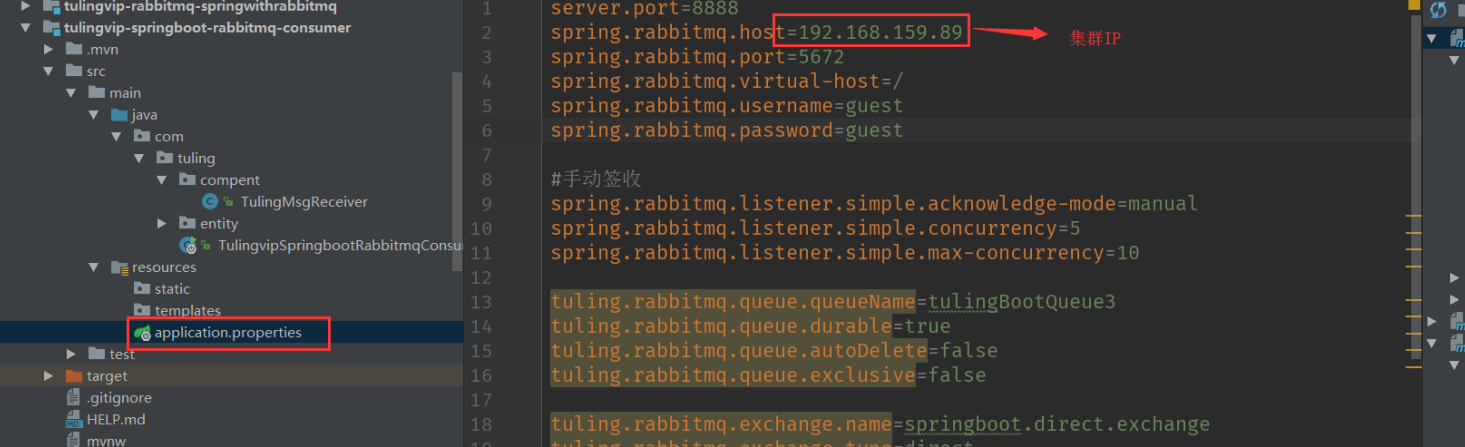 tulingvip-rabbitmq-springwithrabbitmq
tulingvip-springboot-rabbitmq-consumer
.mvn
src
main
java
com
tuling
compent
TulingMsgReceiver
entity
TulingvipSpringbootRabbitmqConsu
resources
static
templates
application.properties
test
target
.gitignore
HELP.md
mvnw
1 server.port=8888
2 spring.rabbitmq.host=192.168.159.89 集群IP
3 spring.rabbitmq.port=5672
4 spring.rabbitmq.virtual-host=/
5 spring.rabbitmq.username=guest
6 spring.rabbitmq.password=guest
7
8 #手动签收
9 spring.rabbitmq.listener.simple.acknowledge-mode=manual
10 spring.rabbitmq.listener.simple.concurrency=5
11 spring.rabbitmq.listener.simple.max-concurrency=10
12
13 tuling.rabbitmq.queue.queueName=tulingBootQueue3
14 tuling.rabbitmq.queue.durable=true
15 tuling.rabbitmq.queue.autoDelete=false
16 tuling.rabbitmq.queue.exclusive=false
17
18 tuling.rabbitmq.exchange.name=springboot.direct.exchange
19 tuling.rabbitmq.exchange.type=direct